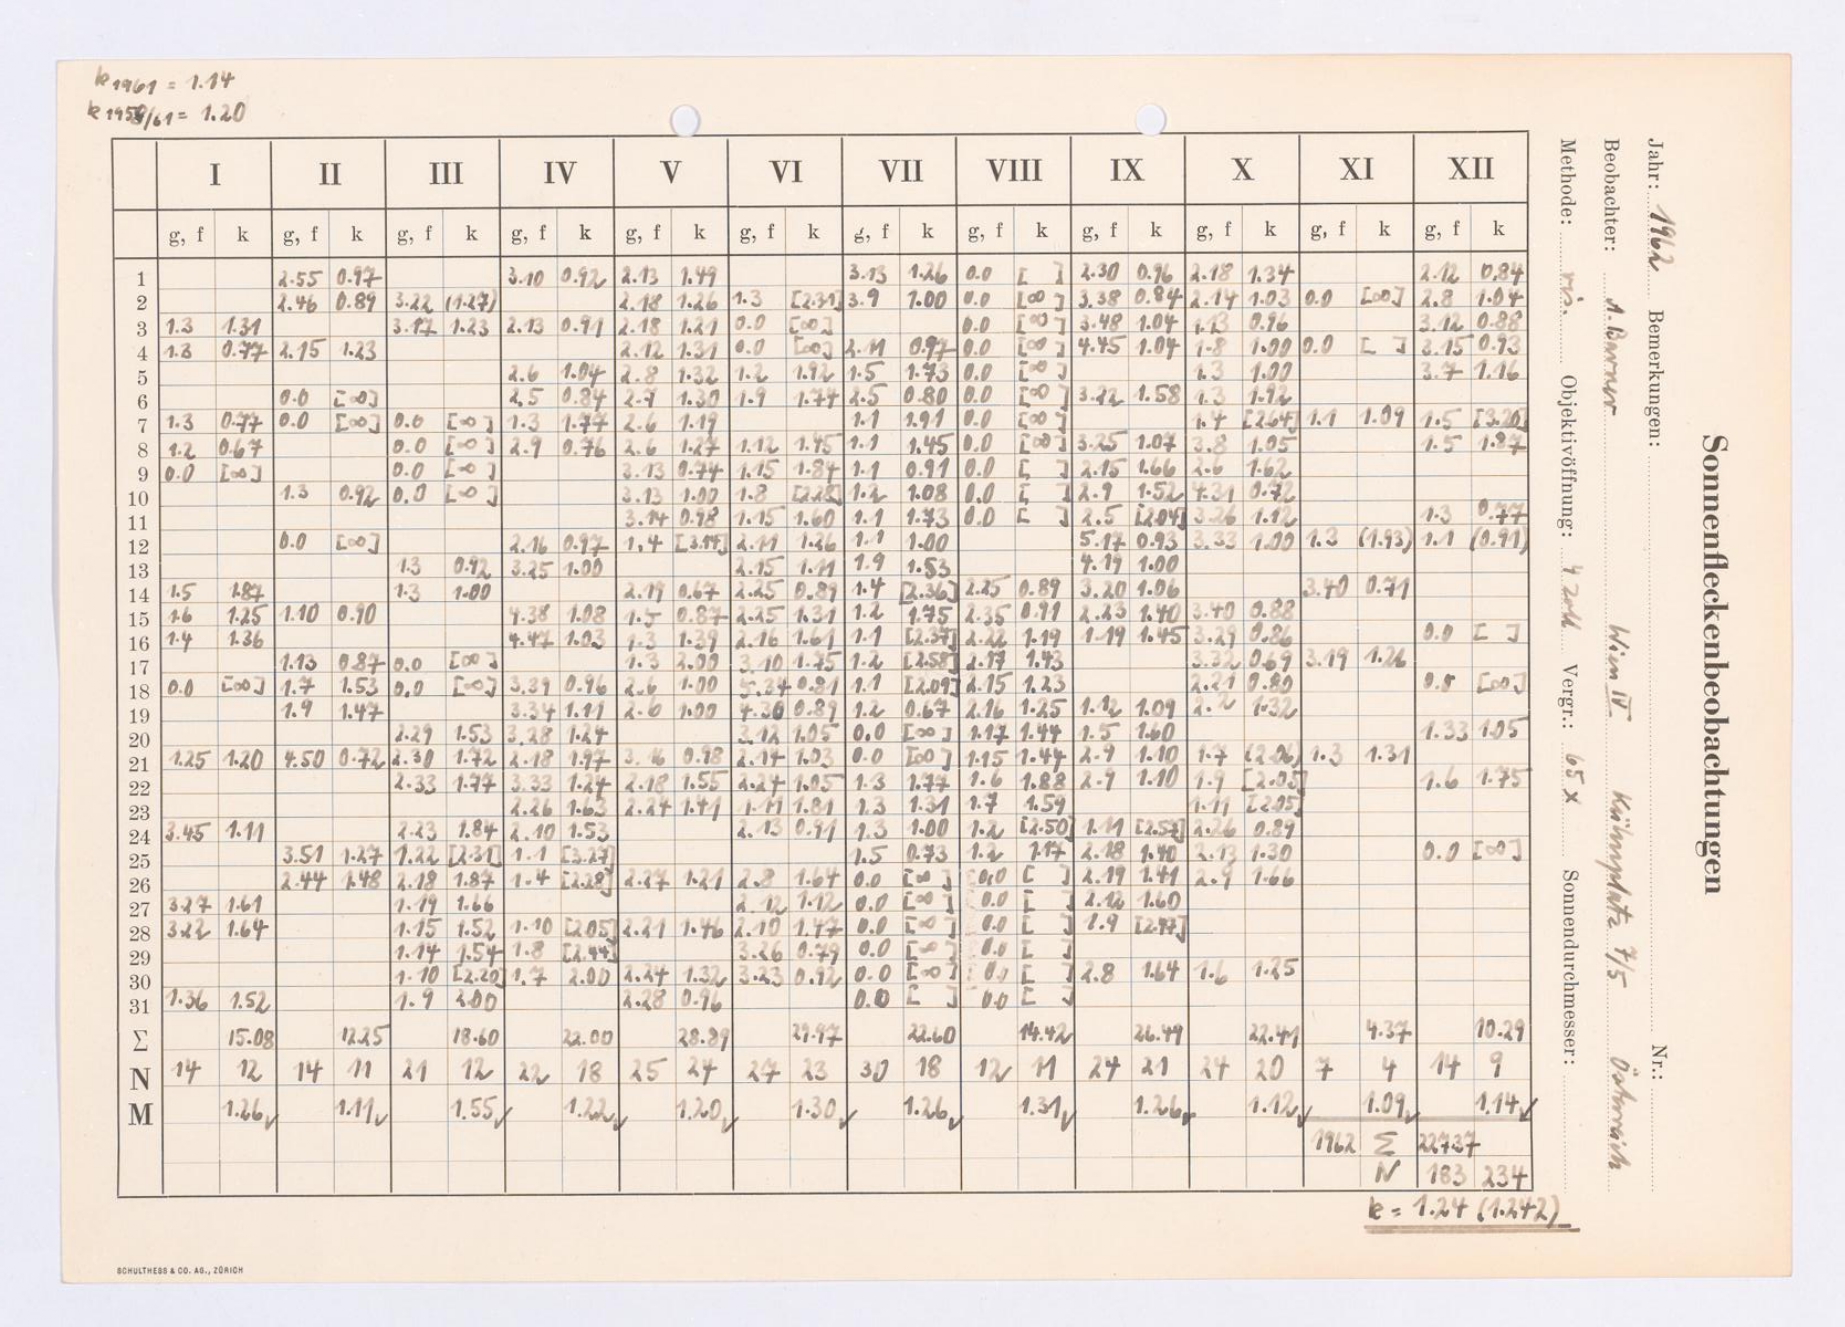 k 1961 = 1.14
k 1959/61 = 1.20
Sonnenfleckenbeobachtungen
Jahr: 1962 Bemerkungen: Nr.:
Beobachter: Wien IV. 7/5 Österreich
Methode: vis. Objektivöffnung: 4 Zoll Vergr.: 65 x Sonnendurchmesser:
I II III IV V VI VII VIII IX X XI XII
g, f k g, f k g, f k g, f k g, f k g, f k g, f k g, f k g, f k g, f k g, f k g, f k
1 2.55 0.97 3.10 0.92 2.13 1.49 3.13 1.26 0.0 [ ] 2.30 0.96 2.18 1.34 2.12 0.84
2 2.46 0.89 3.22 (1.27) 2.18 1.26 1.3 [2.31] 3.9 1.00 0.0 [∞] 3.38 0.84 2.14 1.03 0.0 [∞] 2.8 1.04
3 1.3 1.31 3.17 1.23 2.13 0.91 2.18 1.21 0.0 [∞] 0.0 [∞] 3.48 1.04 1.13 0.96 3.12 0.88
4 1.3 0.77 2.15 1.23 2.12 1.31 0.0 [∞] 2.11 0.97 0.0 [∞] 4.45 1.04 1.8 1.00 0.0 [ ] 3.15 0.93
5 2.6 1.04 2.8 1.32 1.2 1.92 1.5 1.73 0.0 [∞] 1.3 1.00 3.7 1.16
6 0.0 [∞] 2.5 0.84 2.7 1.30 1.9 1.74 2.5 0.80 0.0 [∞] 3.22 1.58 1.3 1.92
7 1.3 0.77 0.0 [∞] 0.0 [∞] 1.3 1.77 2.6 1.19 1.1 1.91 0.0 [∞] 1.4 [2.64] 1.1 1.09 1.5 [3.20]
8 1.2 0.67 0.0 [∞] 2.9 0.76 2.6 1.27 1.12 1.45 1.1 1.45 0.0 [∞] 3.25 1.07 3.8 1.05 1.5 1.87
9 0.0 [∞] 0.0 [∞] 3.13 0.74 1.15 1.84 1.1 0.91 0.0 [ ] 2.15 1.66 2.6 1.62
10 1.3 0.92 0.0 [∞] 3.13 1.00 1.8 [2.28] 1.2 1.08 0.0 [ ] 2.9 1.52 4.31 0.72
11 3.14 0.98 1.15 1.60 1.1 1.73 0.0 [ ] 2.5 [2.04] 3.26 1.12 1.3 0.77
12 0.0 [∞] 2.16 0.97 1.4 [3.14] 2.11 1.26 1.1 1.00 5.17 0.93 3.33 1.00 1.3 (1.93) 1.1 (0.91)
13 1.3 0.92 3.25 1.00 2.15 1.11 1.9 1.53 4.19 1.00
14 1.5 1.87 1.3 1.00 2.19 0.67 2.25 0.89 1.4 [2.36] 2.25 0.89 3.20 1.06 3.40 0.71
15 1.6 1.25 1.10 0.90 4.38 1.08 1.5 0.87 2.25 1.31 1.2 1.75 2.35 0.91 2.23 1.40 3.40 0.88
16 1.4 1.36 4.47 1.03 1.3 1.39 2.16 1.61 1.1 [2.37] 2.22 1.19 1.19 1.45 3.29 0.86 0.0 [ ]
17 1.13 0.87 0.0 [∞] 1.3 2.00 3.10 1.75 1.2 [2.58] 2.17 1.43 3.32 0.69 3.19 1.26
18 0.0 [∞] 1.7 1.53 0.0 [∞] 3.39 0.96 2.6 1.00 5.34 0.81 1.1 [2.09] 2.15 1.23 2.21 0.80 0.0 [∞]
19 1.9 1.47 3.34 1.11 2.6 1.00 4.30 0.89 1.2 0.67 2.16 1.25 1.12 1.09 2.2 1.32
20 2.29 1.53 3.28 1.24 3.12 1.05 0.0 [∞] 1.17 1.44 1.5 1.60 1.33 1.05
21 1.25 1.20 4.50 0.72 2.30 1.72 2.18 1.97 3.16 0.98 2.14 1.03 0.0 [∞] 1.15 1.44 2.9 1.10 1.7 (2.06) 1.3 1.31
22 2.33 1.77 3.33 1.24 2.18 1.55 2.24 1.05 1.3 1.77 1.6 1.88 2.9 1.10 1.9 [2.05] 1.6 1.75
23 2.26 1.63 2.24 1.41 1.11 1.81 1.3 1.31 1.7 1.59 1.11 [2.05]
24 3.45 1.11 2.23 1.84 2.10 1.53 2.13 0.91 1.3 1.00 1.2 [2.50] 1.11 [2.57] 2.26 0.89
25 3.51 1.27 1.22 [2.31] 1.1 [3.27] 1.5 0.73 1.2 1.17 2.18 1.40 2.13 1.30 0.0 [∞]
26 2.44 1.48 2.18 1.87 1.4 [2.28] 2.27 1.21 2.8 1.64 0.0 [∞] 0.0 [ ] 2.19 1.41 2.9 1.66
27 3.27 1.61 1.19 1.66 2.12 1.12 0.0 [∞] 0.0 [ ] 2.12 1.60
28 3.22 1.64 1.15 1.52 1.10 [2.05] 2.21 1.46 2.10 1.47 0.0 [∞] 0.0 [ ] 1.9 [2.47]
29 1.14 1.54 1.8 [2.44] 3.26 0.79 0.0 [∞] 0.0 [ ]
30 1.10 [2.20] 1.7 2.00 2.24 1.32 3.23 0.92 0.0 [∞] 0.0 [ ] 2.8 1.64 1.6 1.25
31 1.36 1.52 1.9 2.00 2.28 0.96 0.0 [ ] 0.0 [ ]
Σ 15.08 12.25 18.60 22.00 28.89 29.97 22.60 14.42 26.49 22.41 4.37 10.29
N 14 12 14 11 21 12 22 18 25 24 27 23 30 18 12 11 24 21 24 20 7 4 14 9
M 1.26 1.11 1.55 1.22 1.20 1.30 1.26 1.31 1.26 1.12 1.09 1.14
1962 Σ 227.37
N 183 234
k = 1.24 (1.242)
SCHULTHESS & CO. AG., ZÜRICH